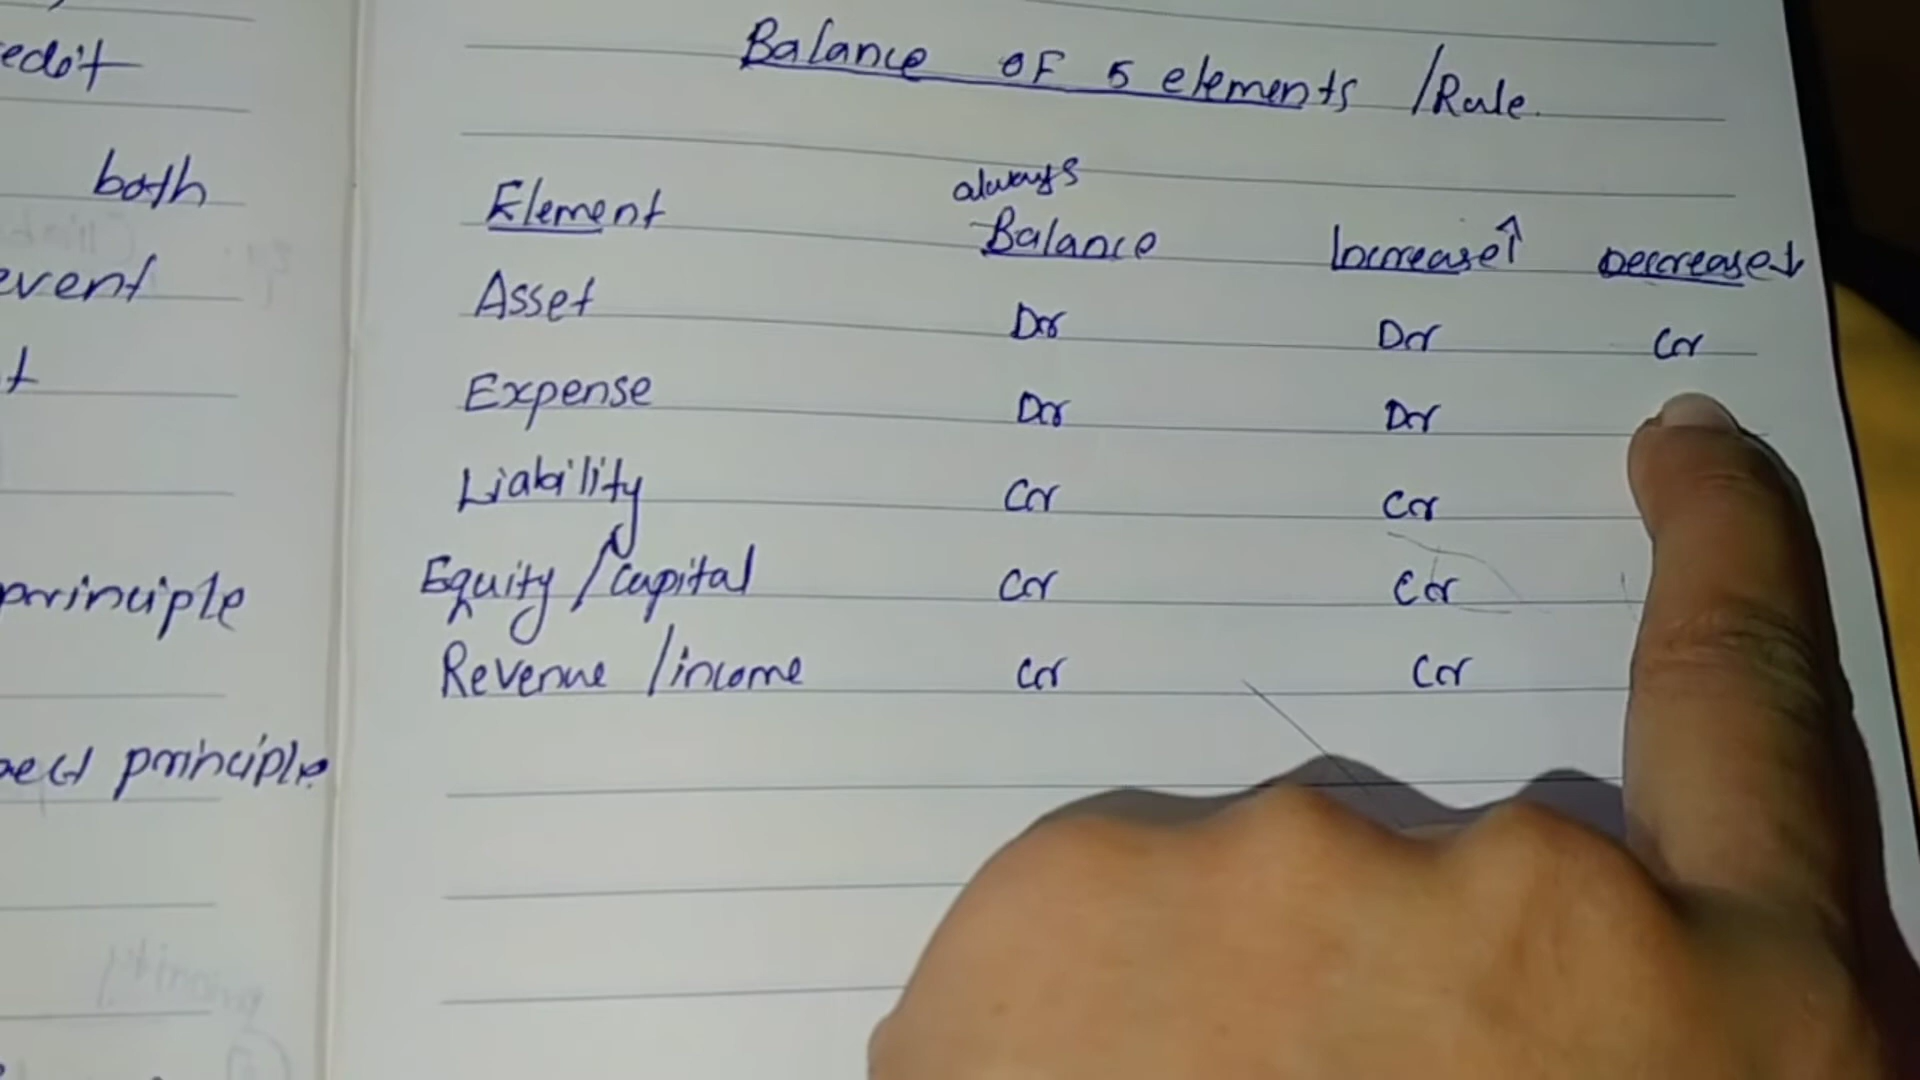 edit
both
event
t
principle
pect principle
Balance OF 5 elements /Rule.
Element always Balance Increase↑ Decrease↓
Asset Dr Dr Cr
Expense Dr Dr
Liability Cr Cr
Equity /capital Cr Cr
Revenue /income Cr Cr